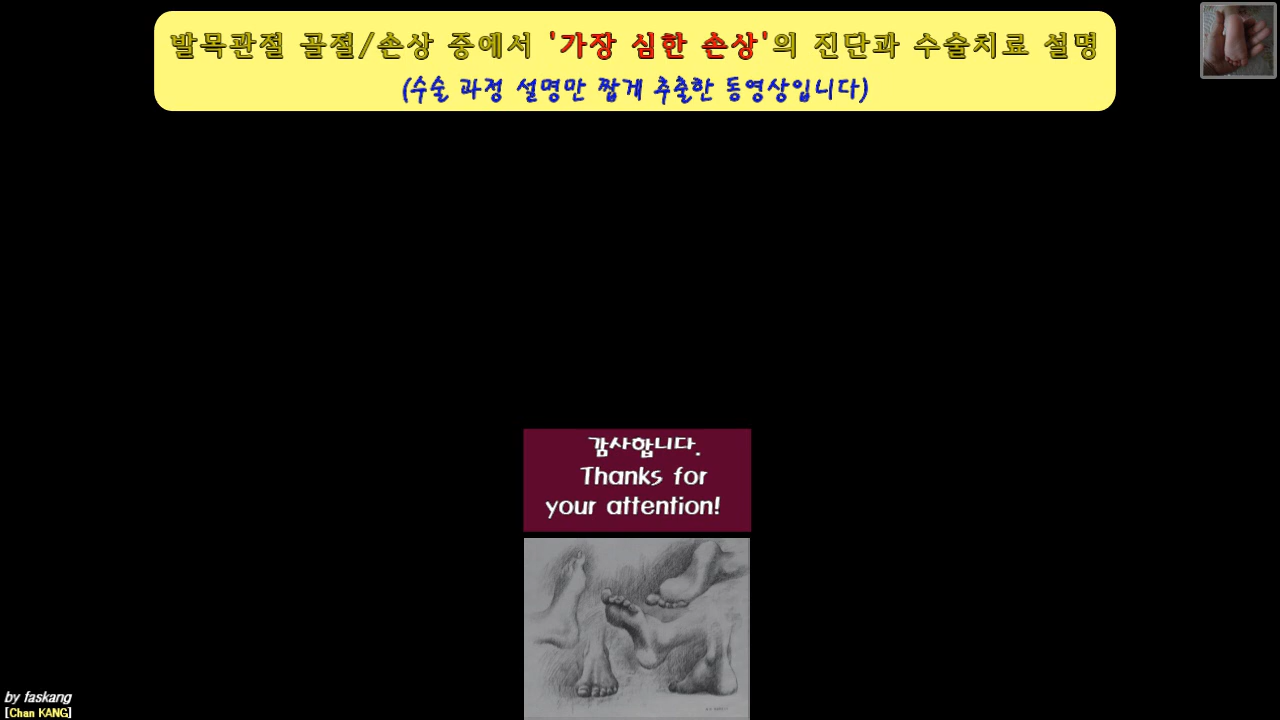 발목관절 골절/손상 중에서 '가장 심한 손상'의 진단과 수술치료 설명
(수술 과정 설명만 짧게 추출한 동영상입니다)
감사합니다.
Thanks for
your attention!
by faskang
[Chan KANG]